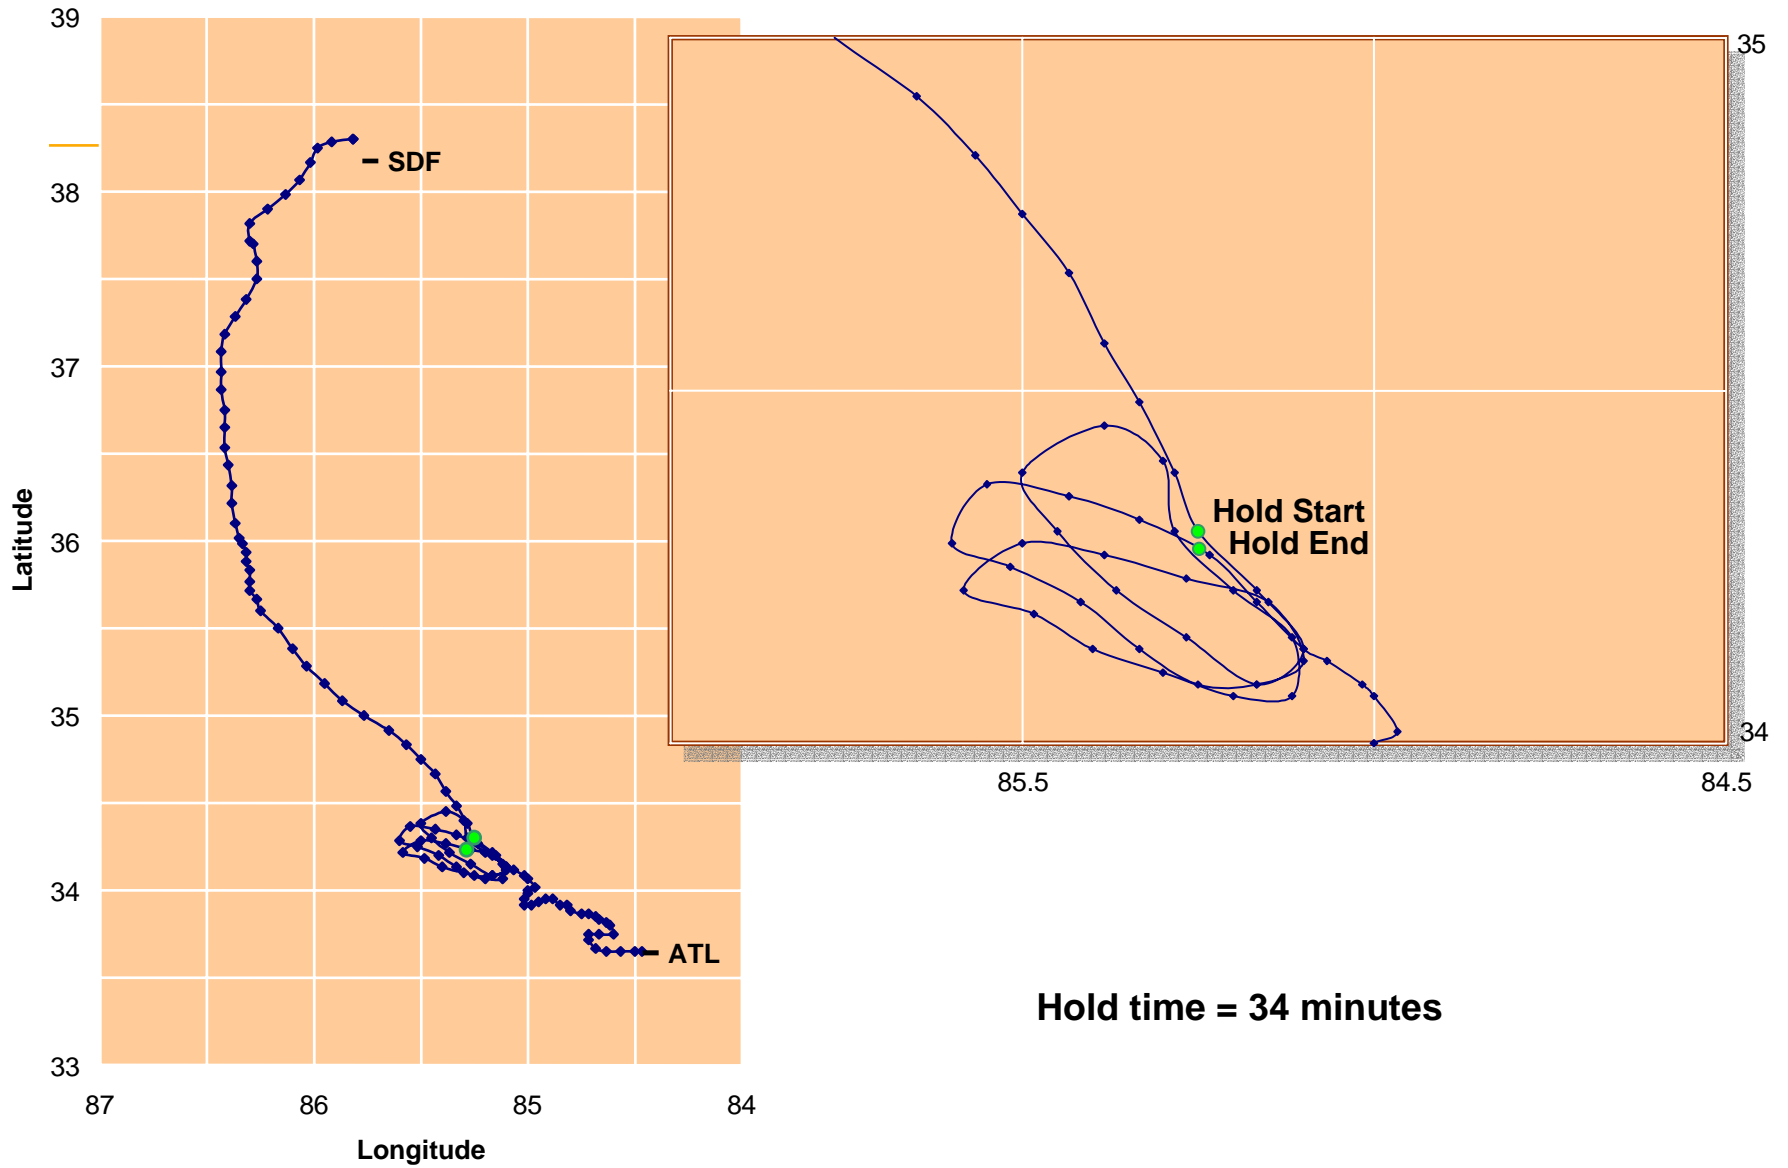 39
38
37
36
35
34
33
Latitude
87
86
85
84
Longitude
SDF
ATL
35
34
85.5
84.5
Hold Start
Hold End
Hold time = 34 minutes